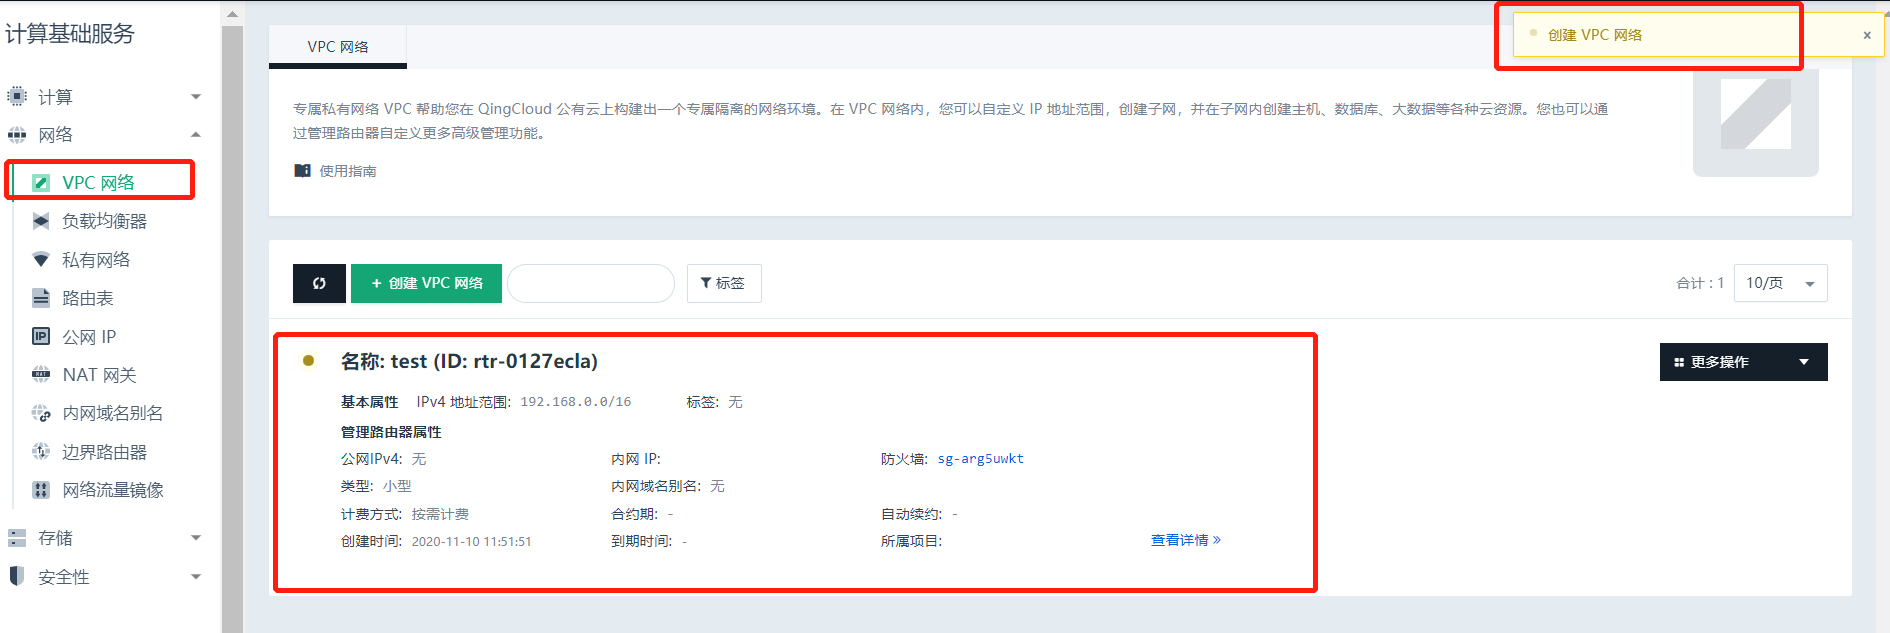 计算基础服务
计算
网络
VPC 网络
负载均衡器
私有网络
路由表
公网 IP
NAT 网关
内网域名别名
边界路由器
网络流量镜像
存储
安全性
VPC 网络
创建 VPC 网络
×
专属私有网络 VPC 帮助您在 QingCloud 公有云上构建出一个专属隔离的网络环境。在 VPC 网络内，您可以自定义 IP 地址范围，创建子网，并在子网内创建主机、数据库、大数据等各种云资源。您也可以通
过管理路由器自定义更多高级管理功能。
使用指南
+ 创建 VPC 网络
标签
合计：1
10/页
名称: test (ID: rtr-0127ecla)
更多操作
基本属性 IPv4 地址范围: 192.168.0.0/16 标签: 无
管理路由器属性
公网IPv4: 无 内网 IP: 防火墙: sg-arg5uwkt
类型: 小型 内网域名别名: 无
计费方式: 按需计费 合约期: - 自动续约: -
创建时间: 2020-11-10 11:51:51 到期时间: - 所属项目: 查看详情 »